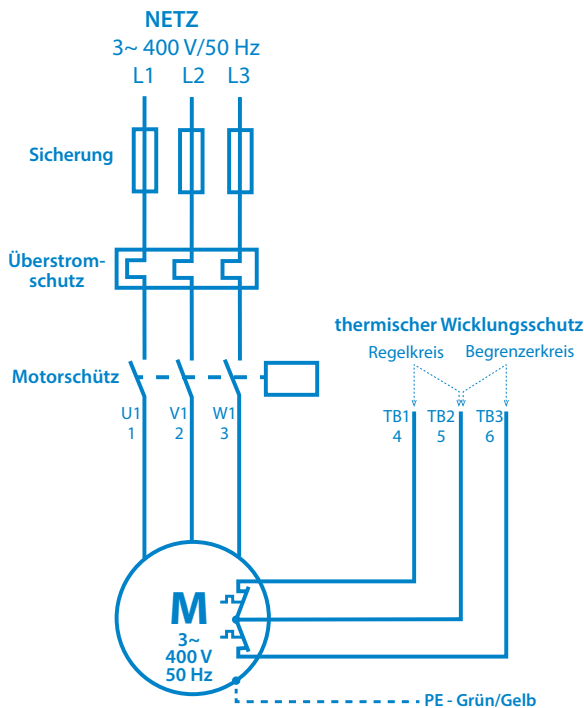 NETZ
3~ 400 V/50 Hz
L1 L2 L3
Sicherung
Überstrom-
schutz
thermischer Wicklungsschutz
Regelkreis Begrenzerkreis
Motorschütz
U1 V1 W1
1 2 3
TB1 TB2 TB3
4 5 6
M
3~
400 V
50 Hz
PE - Grün/Gelb